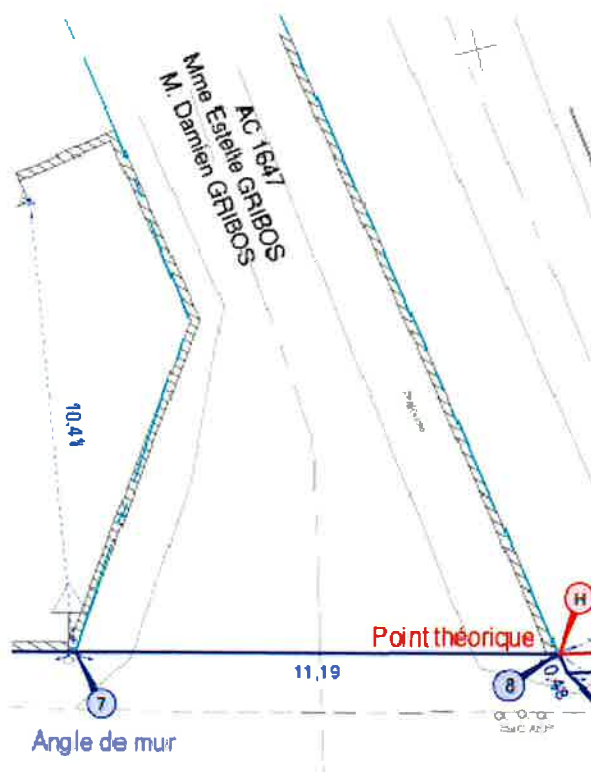 AC 1647
Mme Estelle GRIBOS
M. Damien GRIBOS
10,41
H
Point théorique
11,19
8
0,48
7
Angle de mur